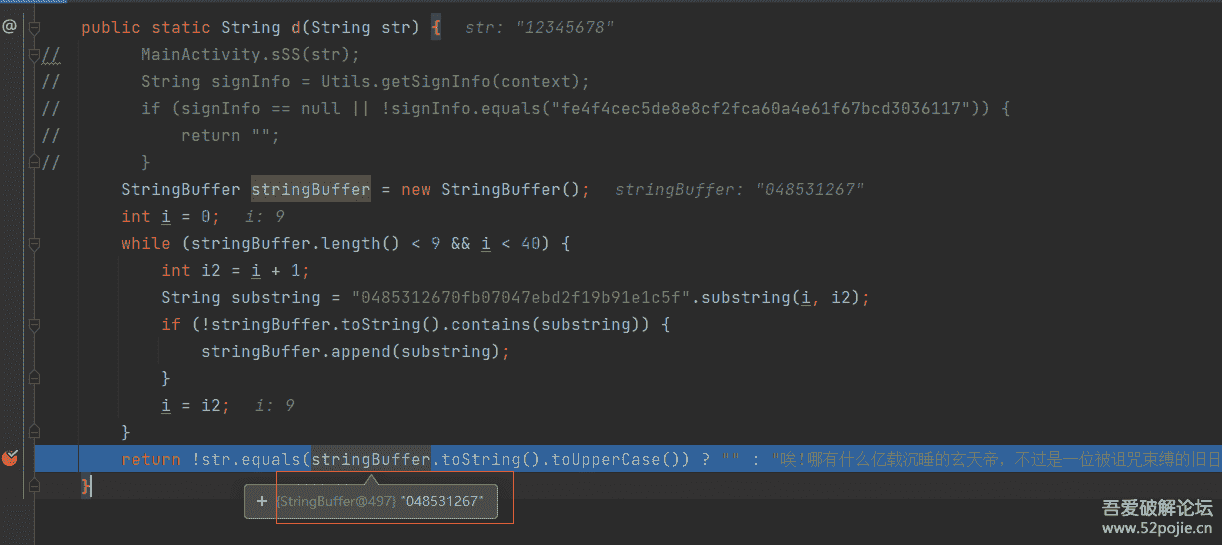 @ public static String d(String str) { str: "12345678"
// MainActivity.sSS(str);
// String signInfo = Utils.getSignInfo(context);
// if (signInfo == null || !signInfo.equals("fe4f4cec5de8e8cf2fca60a4e61f67bcd3036117")) {
// return "";
// }
StringBuffer stringBuffer = new StringBuffer(); stringBuffer: "048531267"
int i = 0; i: 9
while (stringBuffer.length() < 9 && i < 40) {
int i2 = i + 1;
String substring = "0485312670fb07047ebd2f19b91e1c5f".substring(i, i2);
if (!stringBuffer.toString().contains(substring)) {
stringBuffer.append(substring);
}
i = i2; i: 9
}
return !str.equals(stringBuffer.toString().toUpperCase()) ? "" : "唉!哪有什么亿载沉睡的玄天帝，不过是一位被诅咒束缚的旧日
}
+ {StringBuffer@497} "048531267"
吾爱破解论坛
www.52pojie.cn